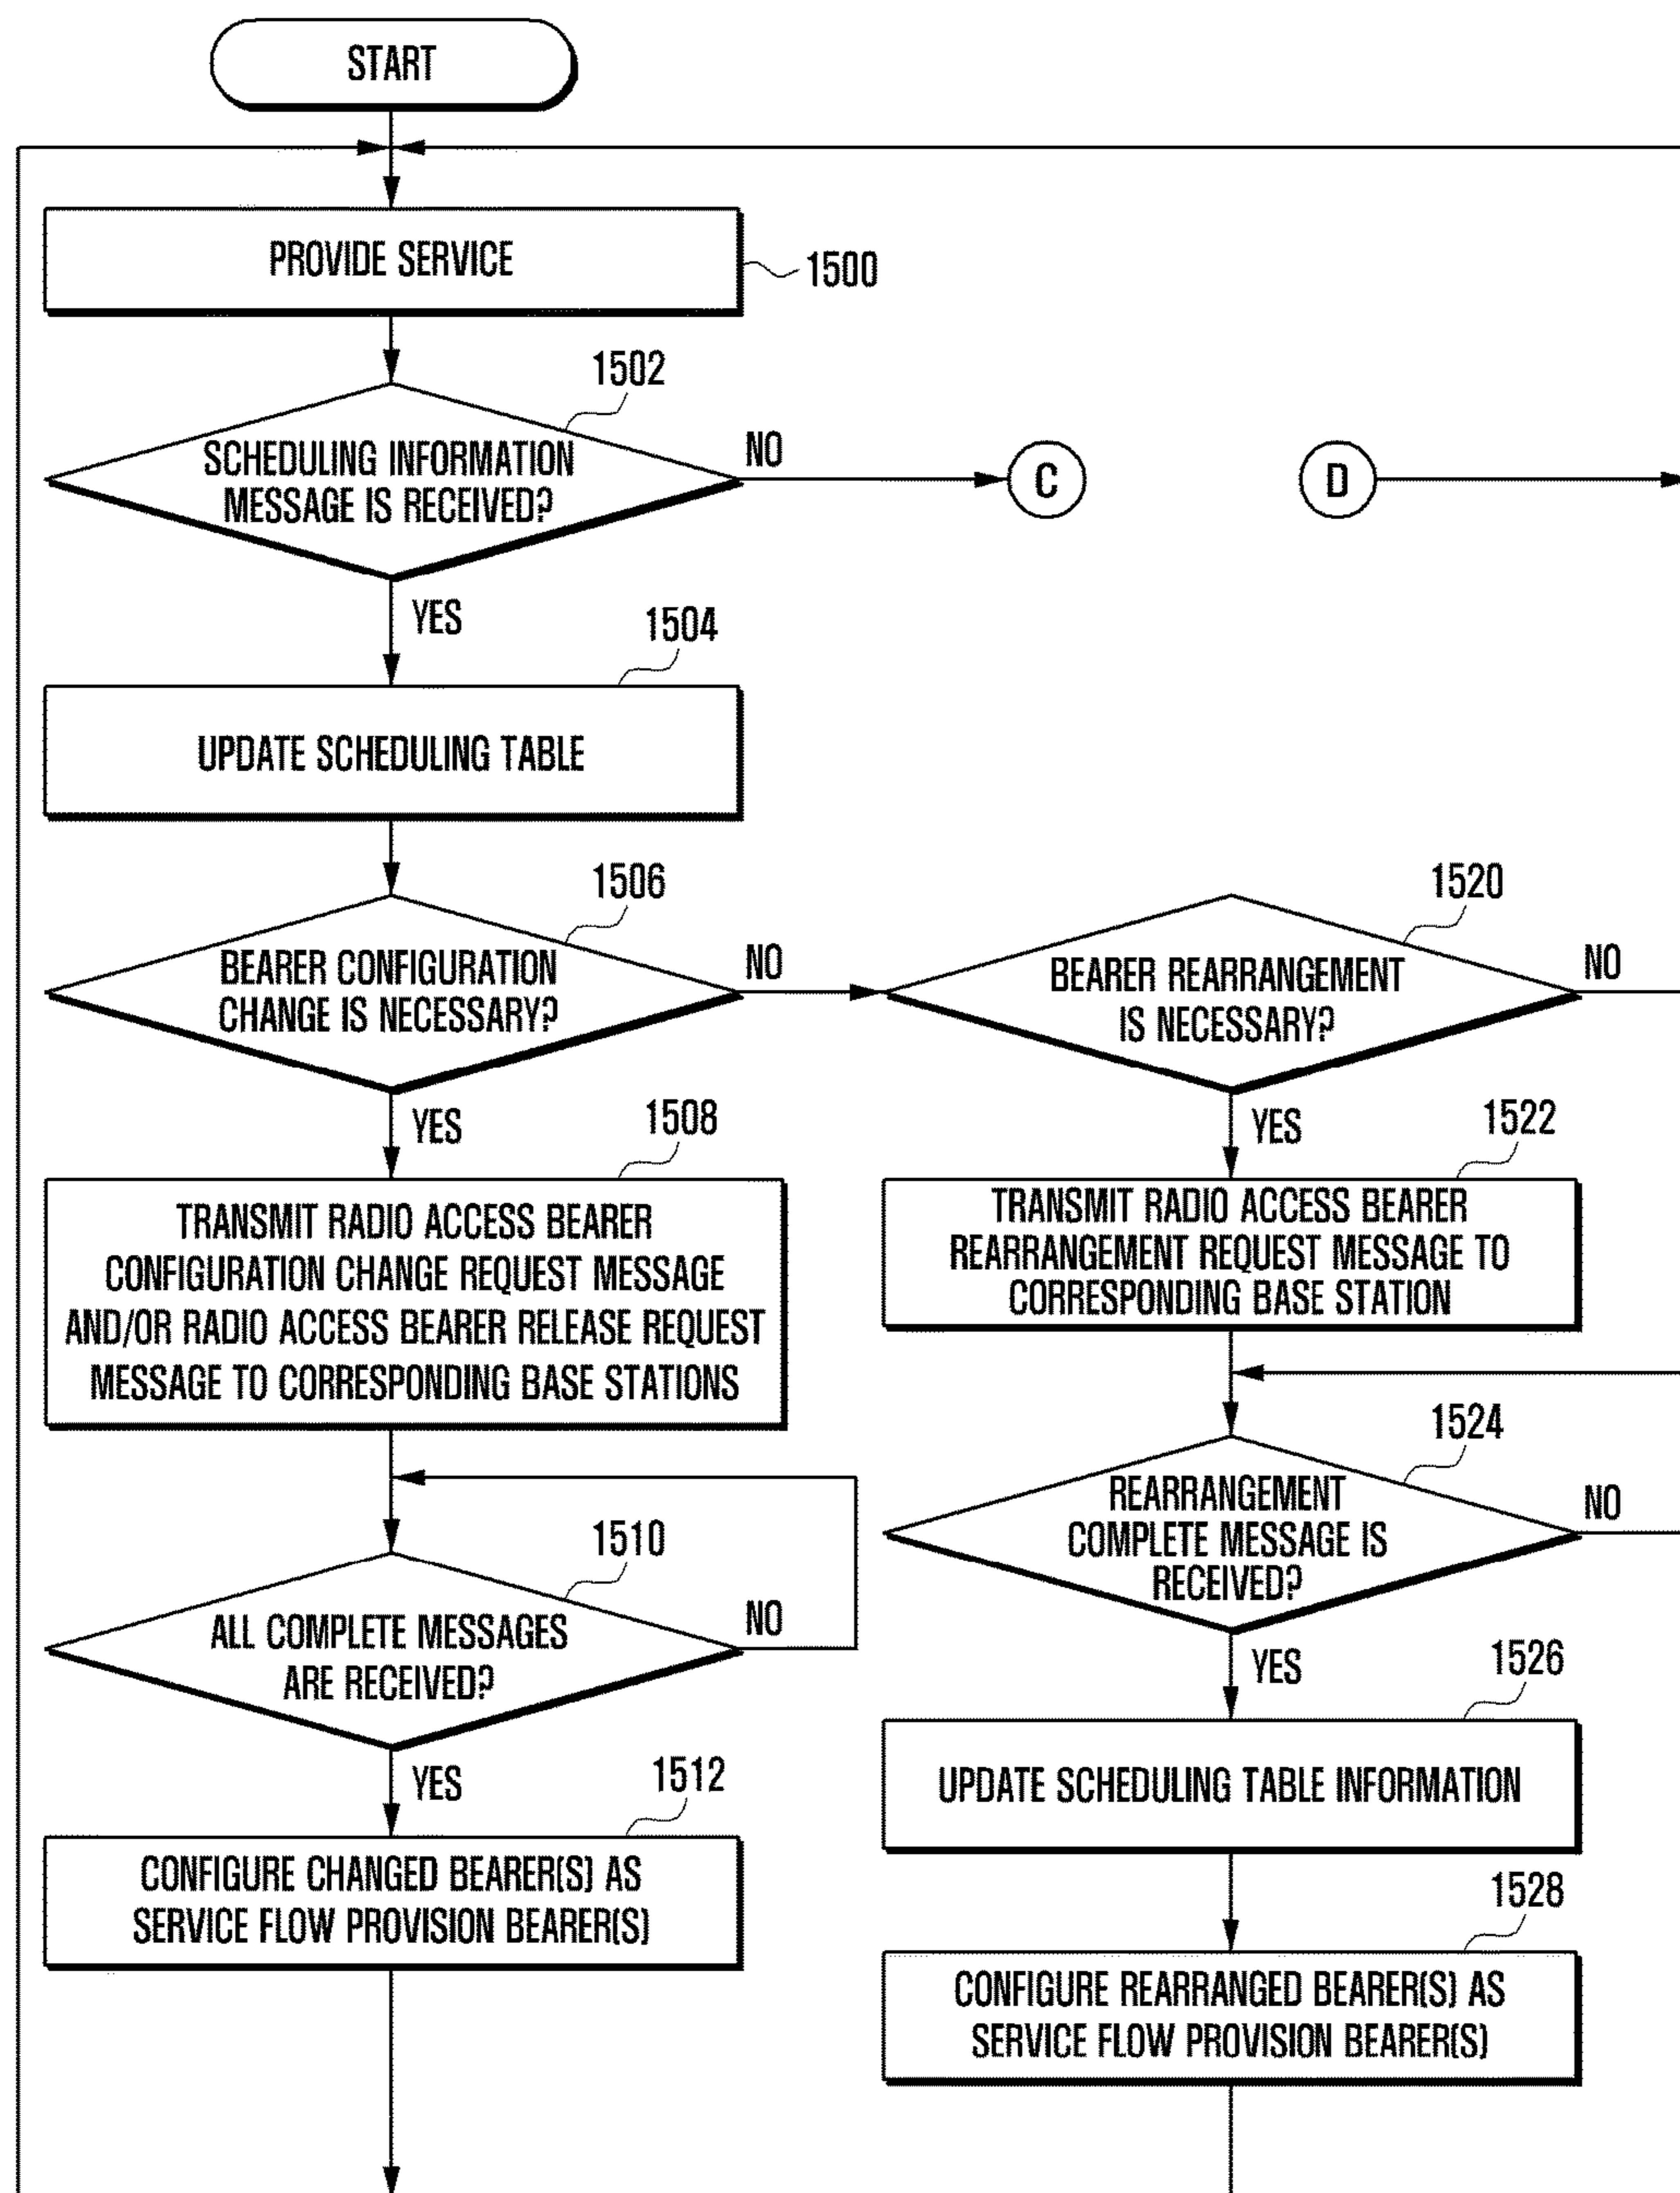 START
PROVIDE SERVICE
1500
1502
SCHEDULING INFORMATION
MESSAGE IS RECEIVED?
NO
C
D
YES
1504
UPDATE SCHEDULING TABLE
1506
BEARER CONFIGURATION
CHANGE IS NECESSARY?
NO
1520
BEARER REARRANGEMENT
IS NECESSARY?
NO
YES
1508
TRANSMIT RADIO ACCESS BEARER
CONFIGURATION CHANGE REQUEST MESSAGE
AND/OR RADIO ACCESS BEARER RELEASE REQUEST
MESSAGE TO CORRESPONDING BASE STATIONS
YES
1522
TRANSMIT RADIO ACCESS BEARER
REARRANGEMENT REQUEST MESSAGE TO
CORRESPONDING BASE STATION
1524
REARRANGEMENT
COMPLETE MESSAGE IS
RECEIVED?
NO
1510
ALL COMPLETE MESSAGES
ARE RECEIVED?
NO
YES
1526
UPDATE SCHEDULING TABLE INFORMATION
YES
1512
CONFIGURE CHANGED BEARER(S) AS
SERVICE FLOW PROVISION BEARER(S)
1528
CONFIGURE REARRANGED BEARER(S) AS
SERVICE FLOW PROVISION BEARER(S)